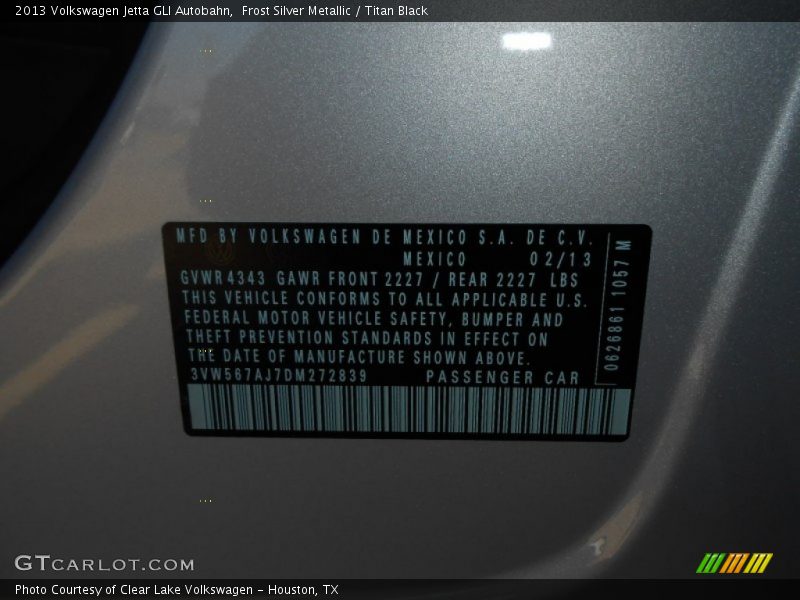 2013 Volkswagen Jetta GLI Autobahn,  Frost Silver Metallic / Titan Black
MFD BY VOLKSWAGEN DE MEXICO S.A. DE C.V.
MEXICO 02/13
GVWR 4343 GAWR FRONT 2227 / REAR 2227 LBS
THIS VEHICLE CONFORMS TO ALL APPLICABLE U.S.
FEDERAL MOTOR VEHICLE SAFETY, BUMPER AND
THEFT PREVENTION STANDARDS IN EFFECT ON
THE DATE OF MANUFACTURE SHOWN ABOVE.
3VW567AJ7DM272839 PASSENGER CAR
0626861 1057 M
GTCARLOT.COM
Photo Courtesy of Clear Lake Volkswagen - Houston, TX